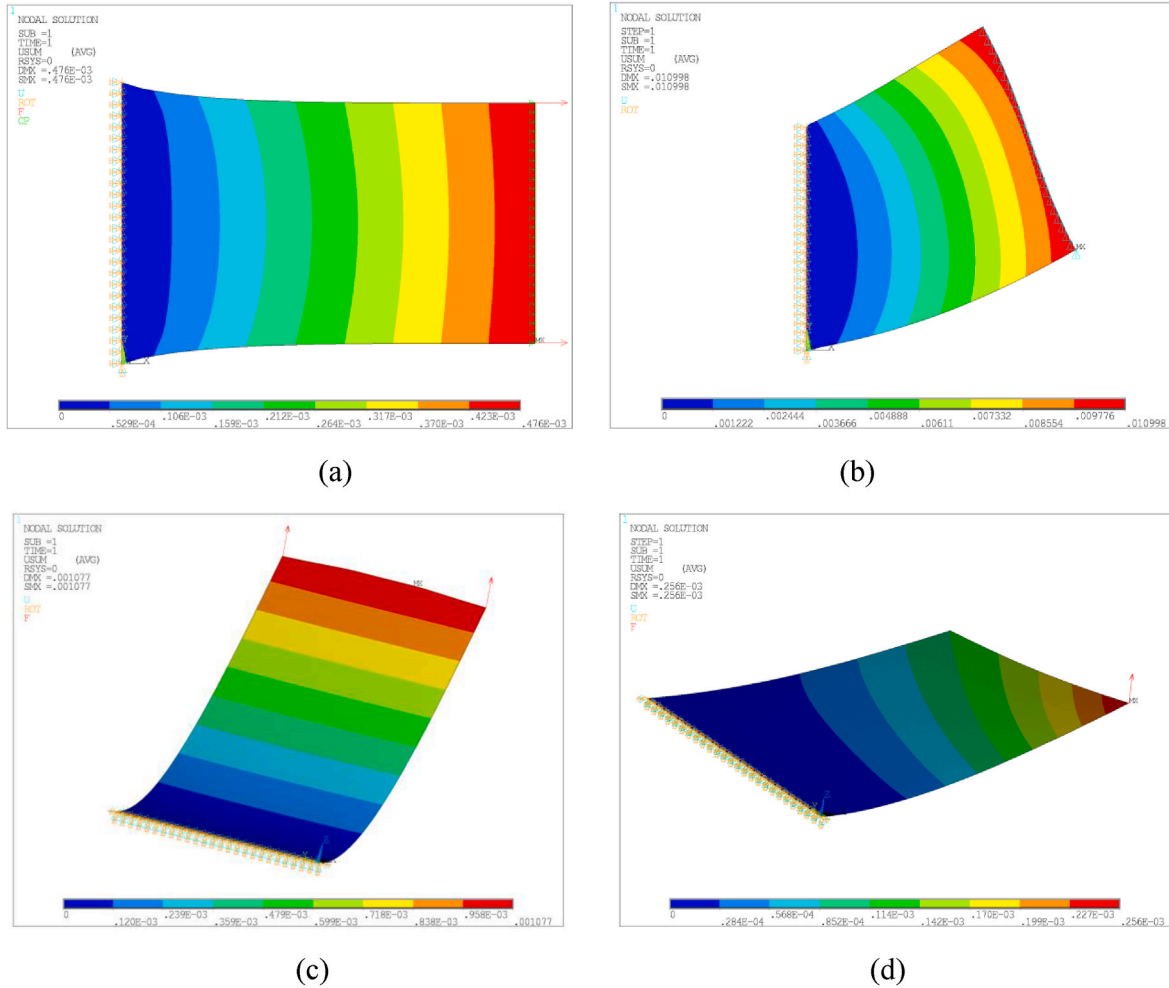 1
NODAL SOLUTION
SUB =1
TIME=1
USUM (AVG)
RSYS=0
DMX =.476E-03
SMX =.476E-03
U
ROT
F
CP
X
MX
0 .106E-03 .212E-03 .317E-03 .423E-03
.529E-04 .159E-03 .264E-03 .370E-03 .476E-03
(a)
1
NODAL SOLUTION
STEP=1
SUB =1
TIME=1
USUM (AVG)
RSYS=0
DMX =.010998
SMX =.010998
U
ROT
Y
X
MX
0 .002444 .004888 .007332 .009776
.001222 .003666 .00611 .008554 .010998
(b)
1
NODAL SOLUTION
SUB =1
TIME=1
USUM (AVG)
RSYS=0
DMX =.001077
SMX =.001077
U
ROT
F
MX
Y
Z
0 .239E-03 .479E-03 .718E-03 .958E-03
.120E-03 .359E-03 .599E-03 .838E-03 .001077
(c)
1
NODAL SOLUTION
STEP=1
SUB =1
TIME=1
USUM (AVG)
RSYS=0
DMX =.256E-03
SMX =.256E-03
U
ROT
F
MX
Y
Z
0 .568E-04 .114E-03 .170E-03 .227E-03
.284E-04 .852E-04 .142E-03 .199E-03 .256E-03
(d)